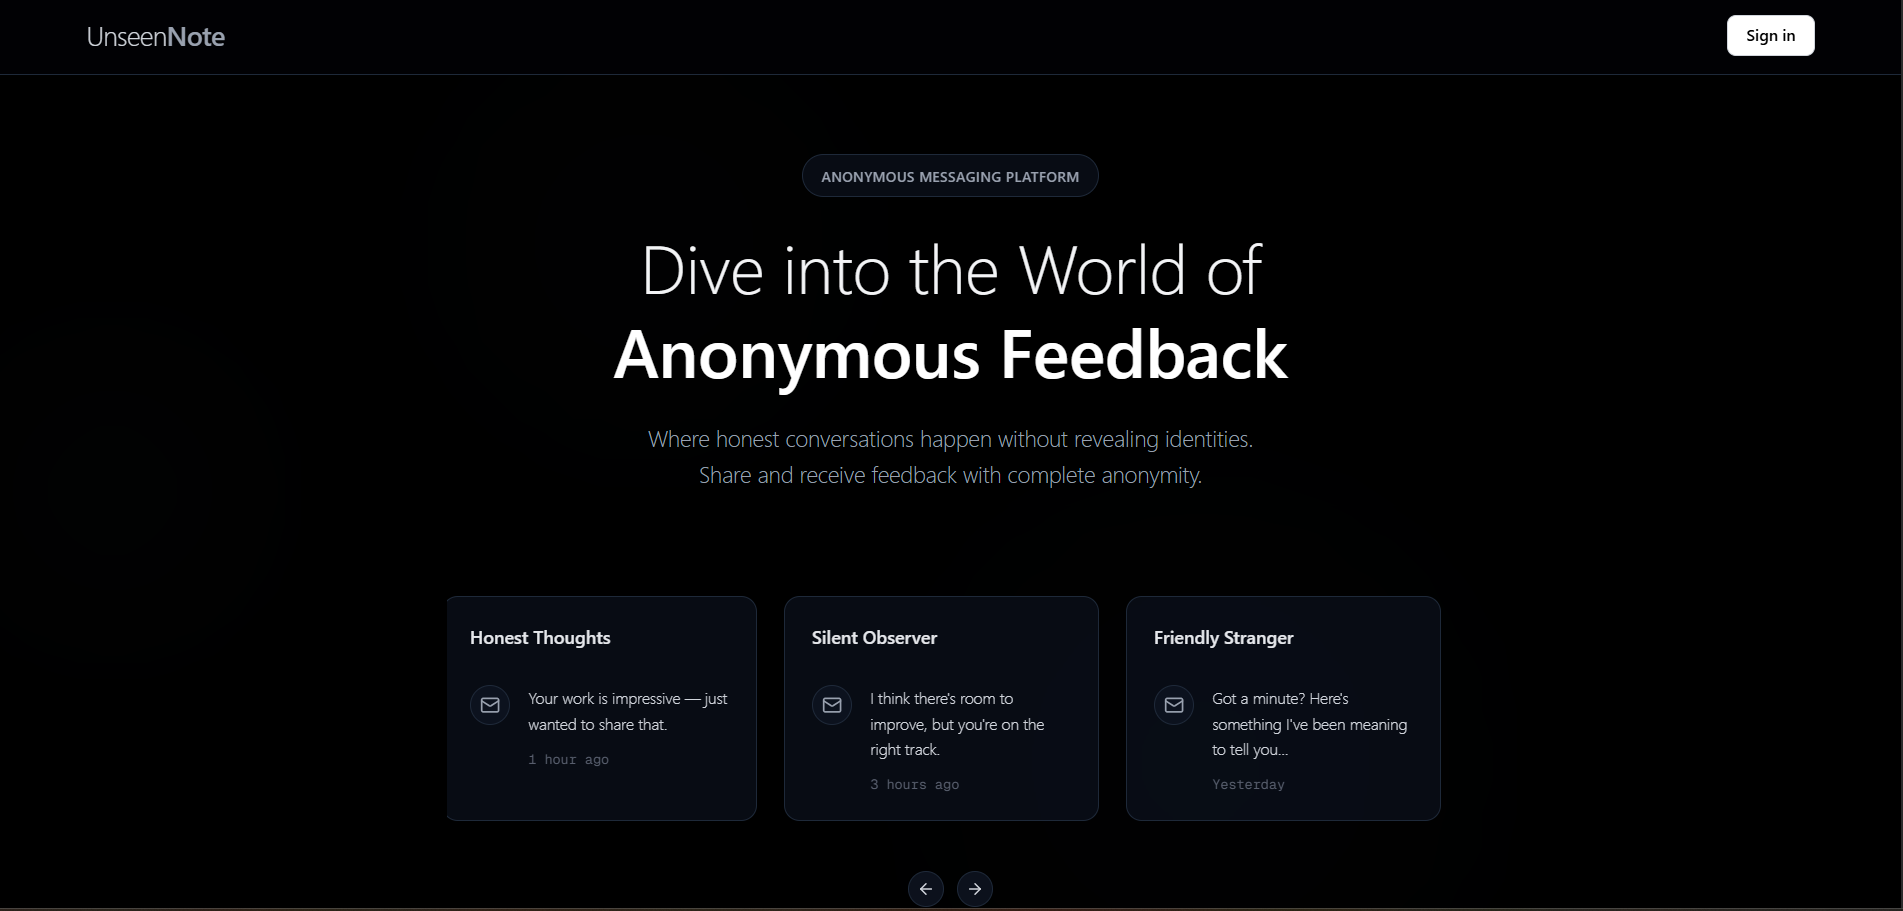 UnseenNote
Sign in
ANONYMOUS MESSAGING PLATFORM
Dive into the World of
Anonymous Feedback
Where honest conversations happen without revealing identities.
Share and receive feedback with complete anonymity.
Honest Thoughts
Your work is impressive — just
wanted to share that.
1 hour ago
Silent Observer
I think there's room to
improve, but you're on the
right track.
3 hours ago
Friendly Stranger
Got a minute? Here's
something I've been meaning
to tell you...
Yesterday